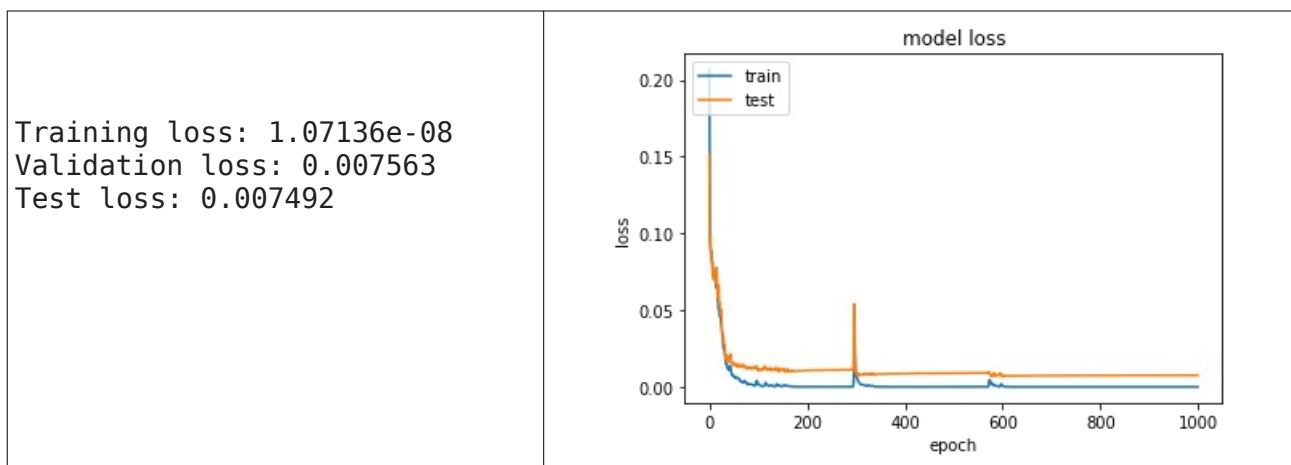 Training loss: 1.07136e-08
Validation loss: 0.007563
Test loss: 0.007492
model loss
train
test
loss
0.20
0.15
0.10
0.05
0.00
0
200
400
600
800
1000
epoch